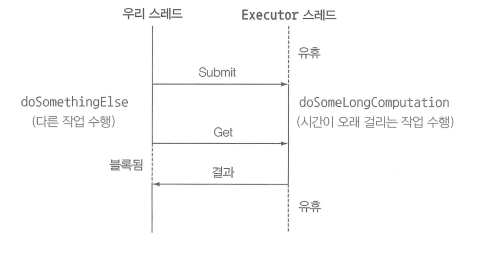 우리 스레드
Executor 스레드
유휴
Submit
doSomethingElse
(다른 작업 수행)
doSomeLongComputation
(시간이 오래 걸리는 작업 수행)
Get
블록됨
결과
유휴